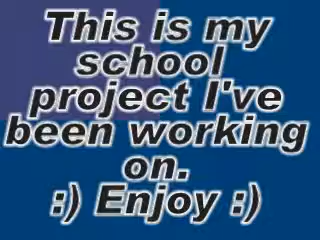 This is my
school
project I've
been working
on.
:) Enjoy :)